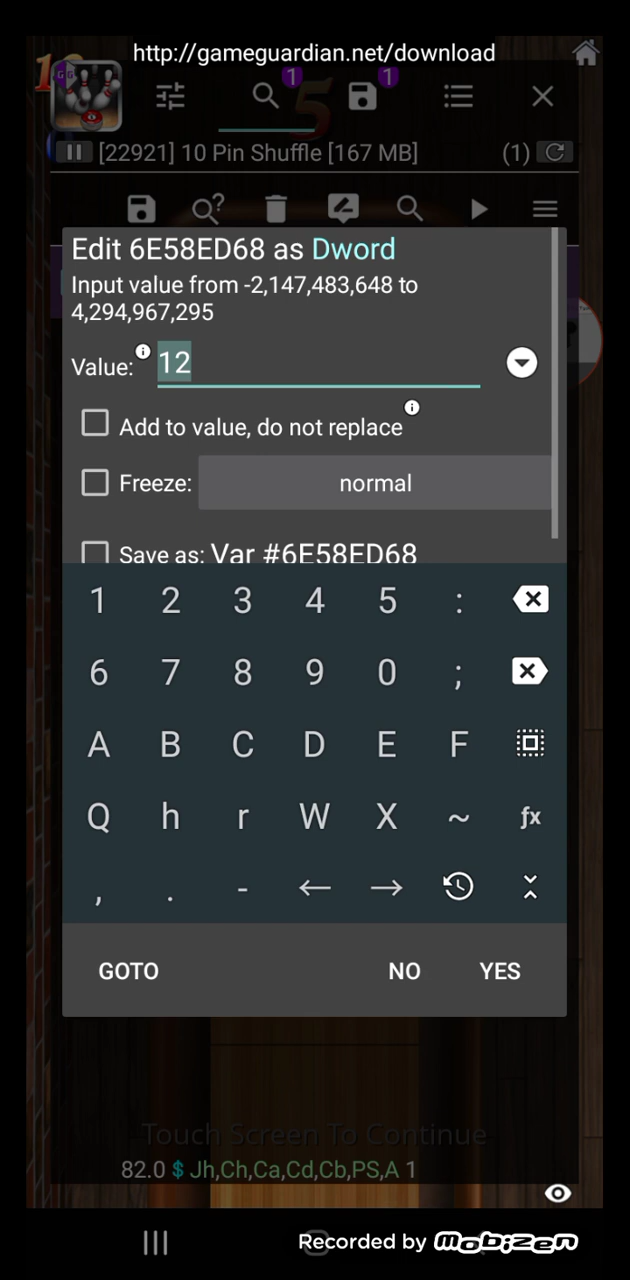 http://gameguardian.net/download
1
1
[22921] 10 Pin Shuffle [167 MB]
(1)
Edit 6E58ED68 as Dword
Input value from -2,147,483,648 to
4,294,967,295
Value: 12
Add to value, do not replace
Freeze: normal
Save as: Var #6E58ED68
1 2 3 4 5 :
6 7 8 9 0 ;
A B C D E F
Q h r W X ~ fx
, . - ← →
GOTO NO YES
Touch Screen To Continue
82.0 $ Jh,Ch,Ca,Cd,Cb,PS,A 1
Recorded by Mobizen